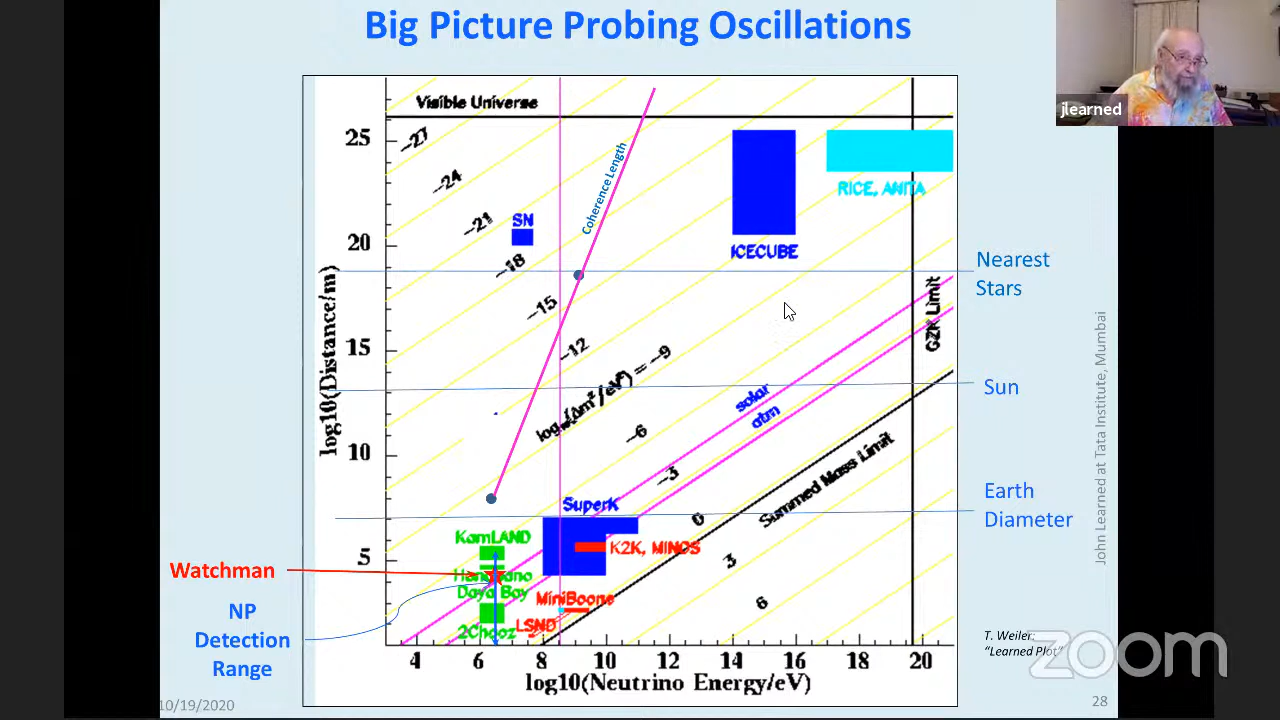 Big Picture Probing Oscillations
jlearned
Visible Universe
25
20
15
10
5
log10(Distance/m)
-27
-24
-21
-18
-15
-12
log₁₀(Δm²/eV²) = -9
-6
-3
0
3
6
SN
Coherence Length
ICECUBE
RICE, ANITA
GZK Limit
solar
atm
Summed Mass Limit
SuperK
KamLAND
K2K, MINOS
Daya Bay
MiniBoone
2Chooz
LSND
4 6 8 10 12 14 16 18 20
log10(Neutrino Energy/eV)
Nearest
Stars
Sun
Earth
Diameter
Watchman
NP
Detection
Range
John Learned at Tata Institute, Mumbai
T. Weiler:
"Learned Plot"
zoom
10/19/2020
28